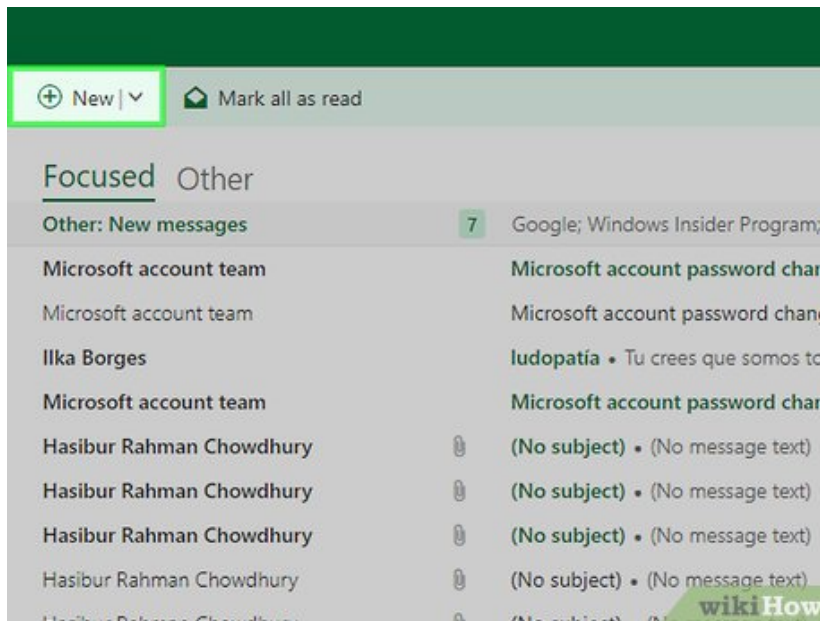 New | Mark all as read
Focused Other
Other: New messages 7 Google; Windows Insider Program;
Microsoft account team Microsoft account password char
Microsoft account team Microsoft account password chang
Ilka Borges ludopatía • Tu crees que somos to
Microsoft account team Microsoft account password char
Hasibur Rahman Chowdhury (No subject) • (No message text)
Hasibur Rahman Chowdhury (No subject) • (No message text)
Hasibur Rahman Chowdhury (No subject) • (No message text)
Hasibur Rahman Chowdhury (No subject) • (No message text)
wikiHow